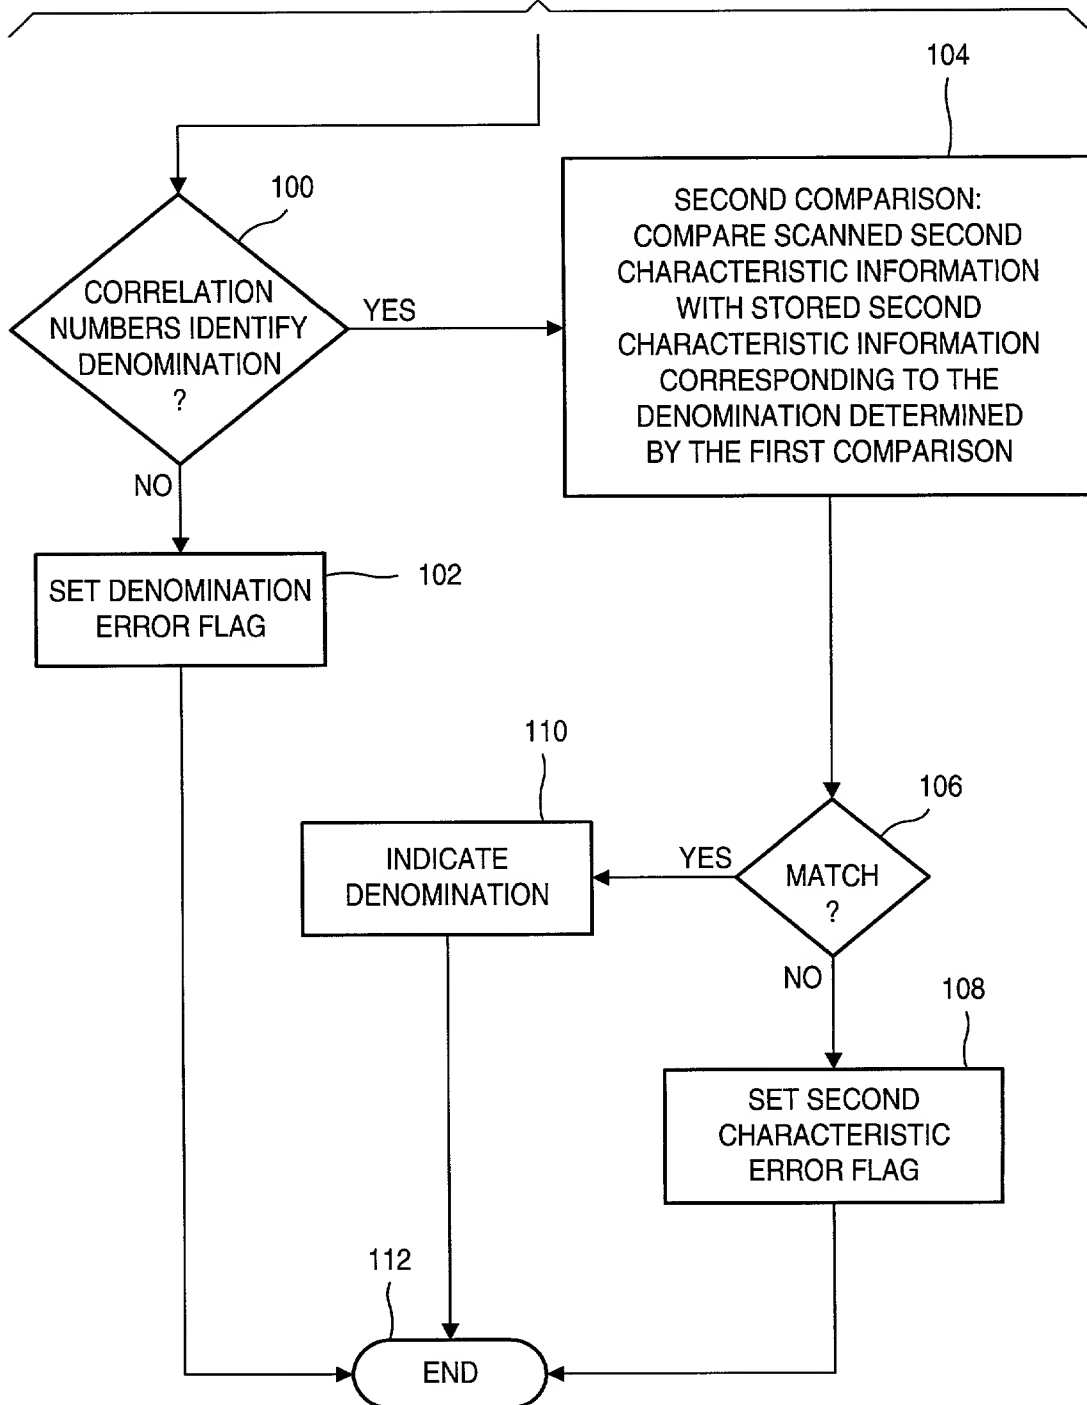 104
100
SECOND COMPARISON:
COMPARE SCANNED SECOND
CHARACTERISTIC INFORMATION
WITH STORED SECOND
CHARACTERISTIC INFORMATION
CORRESPONDING TO THE
DENOMINATION DETERMINED
BY THE FIRST COMPARISON
CORRELATION
NUMBERS IDENTIFY
DENOMINATION
?
YES
NO
SET DENOMINATION
ERROR FLAG
102
110
106
INDICATE
DENOMINATION
YES
MATCH
?
NO
108
SET SECOND
CHARACTERISTIC
ERROR FLAG
112
END